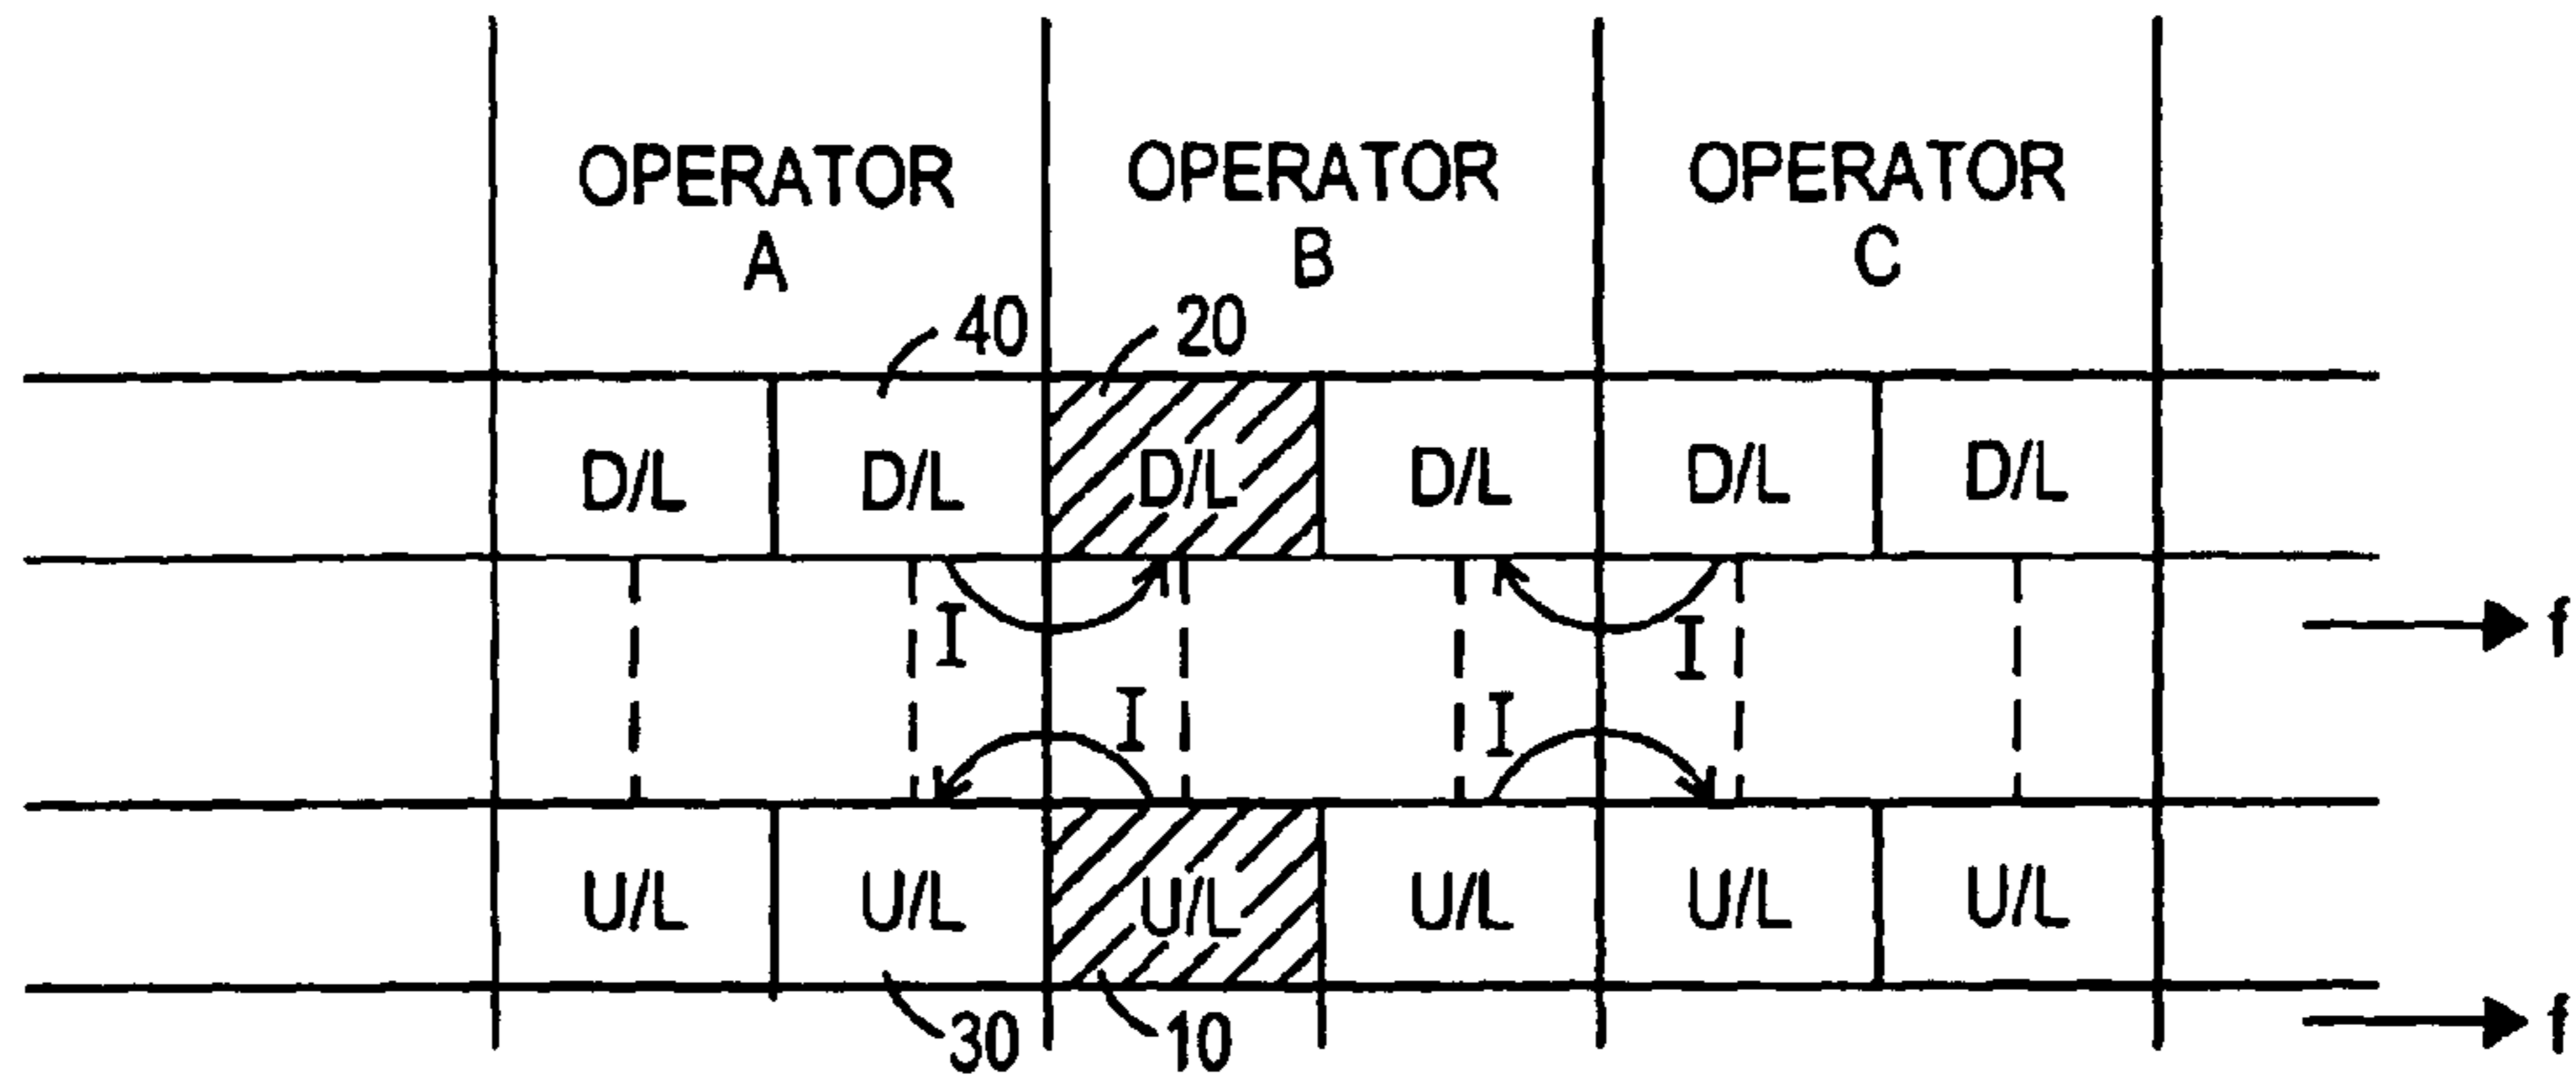 OPERATOR A
OPERATOR B
OPERATOR C
40
20
D/L D/L D/L D/L D/L D/L
I I
f
I I
U/L U/L U/L U/L U/L U/L
30
10
f